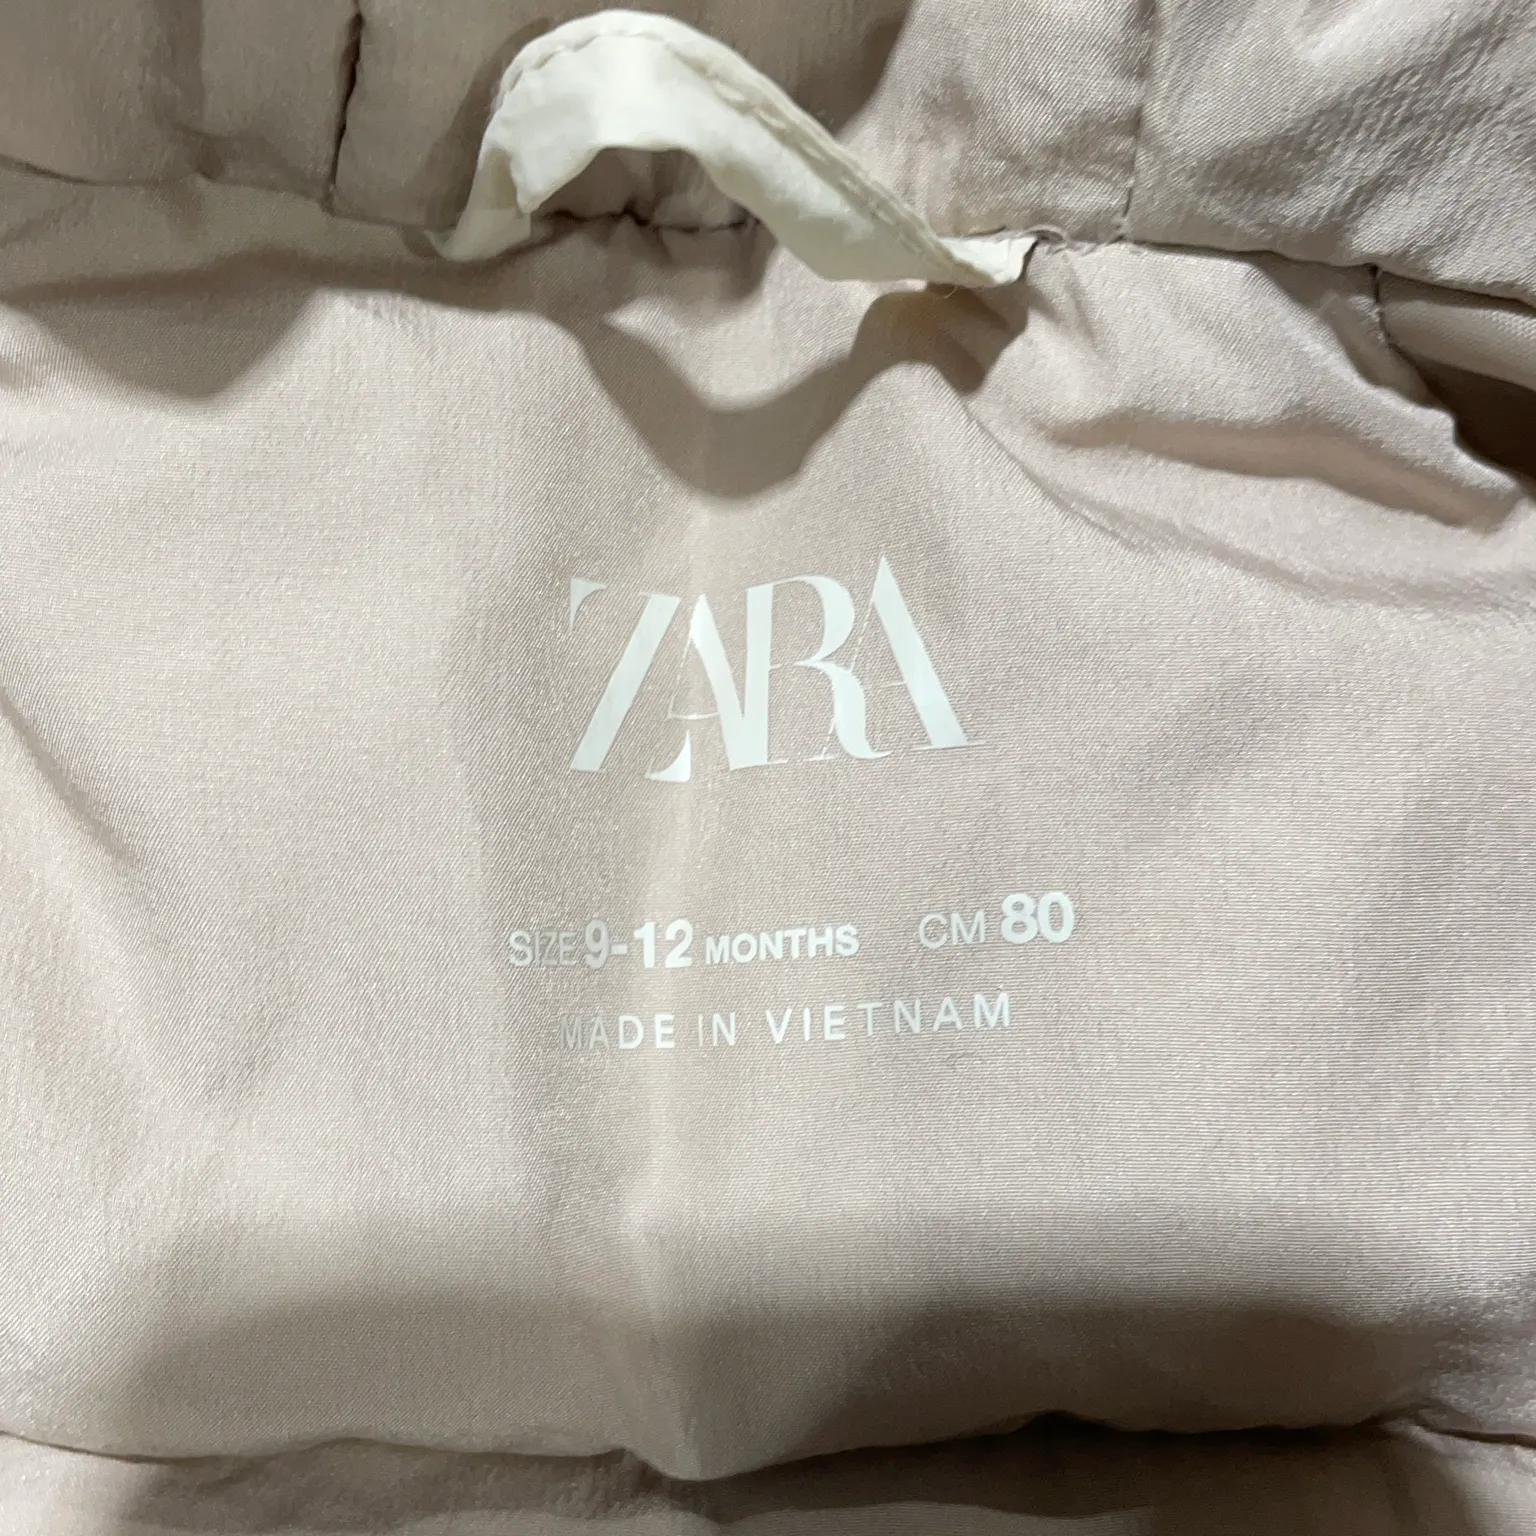 ZARA
SIZE 9-12 MONTHS CM 80
MADE IN VIETNAM